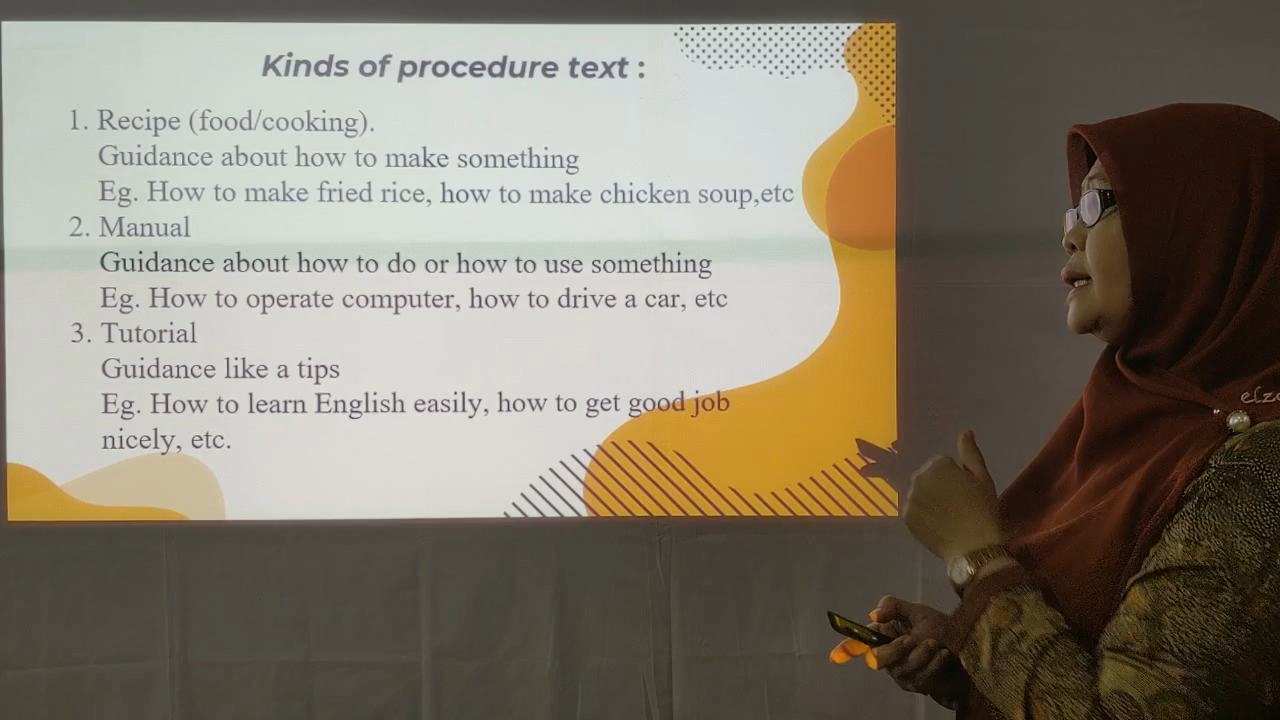 Kinds of procedure text :
1. Recipe (food/cooking).
Guidance about how to make something
Eg. How to make fried rice, how to make chicken soup,etc
2. Manual
Guidance about how to do or how to use something
Eg. How to operate computer, how to drive a car, etc
3. Tutorial
Guidance like a tips
Eg. How to learn English easily, how to get good job
nicely, etc.